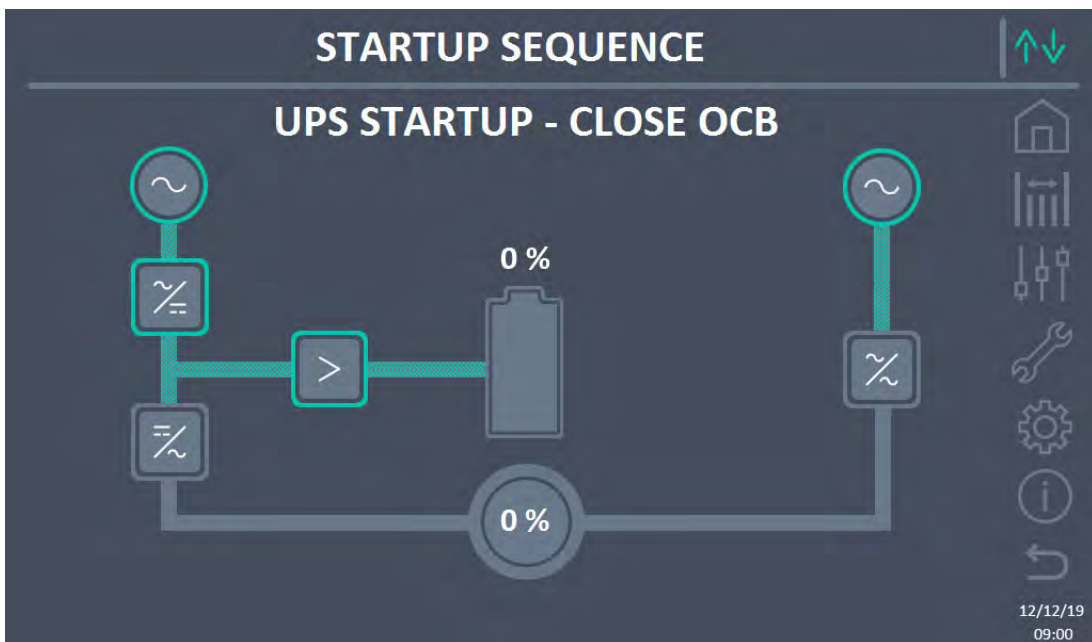 STARTUP SEQUENCE
UPS STARTUP - CLOSE OCB
0 %
0 %
12/12/19
09:00